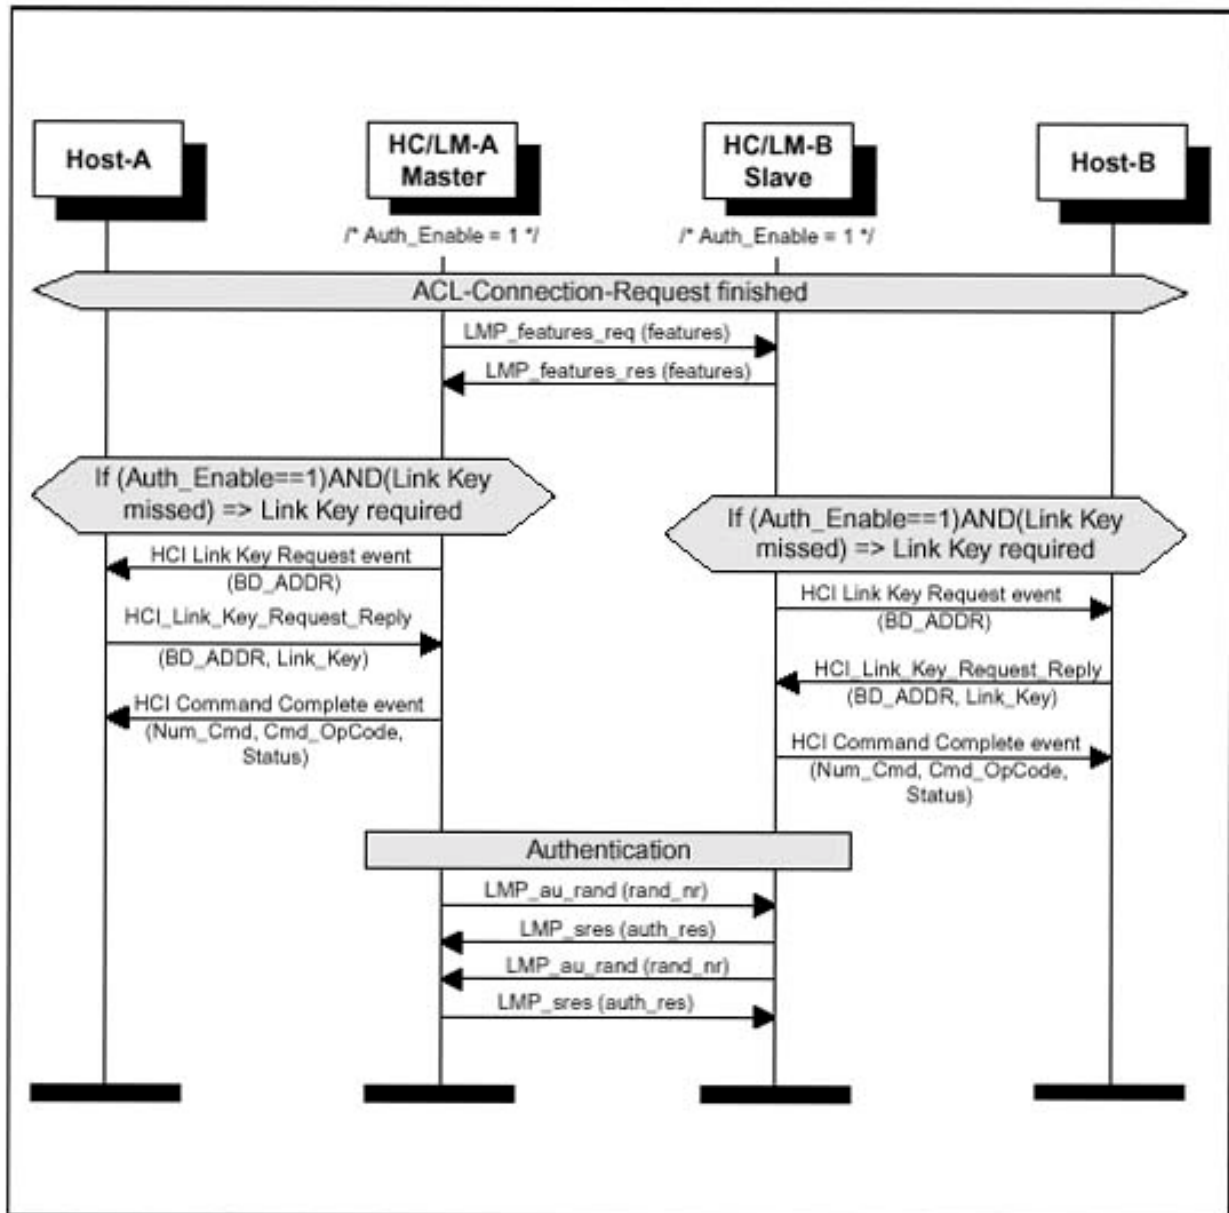 Host-A
HC/LM-A
Master
HC/LM-B
Slave
Host-B
/* Auth_Enable = 1 */
/* Auth_Enable = 1 */
ACL-Connection-Request finished
LMP_features_req (features)
LMP_features_res (features)
If (Auth_Enable==1)AND(Link Key
missed) => Link Key required
If (Auth_Enable==1)AND(Link Key
missed) => Link Key required
HCI Link Key Request event
(BD_ADDR)
HCI Link Key Request event
(BD_ADDR)
HCI_Link_Key_Request_Reply
(BD_ADDR, Link_Key)
HCI_Link_Key_Request_Reply
(BD_ADDR, Link_Key)
HCI Command Complete event
(Num_Cmd, Cmd_OpCode,
Status)
HCI Command Complete event
(Num_Cmd, Cmd_OpCode,
Status)
Authentication
LMP_au_rand (rand_nr)
LMP_sres (auth_res)
LMP_au_rand (rand_nr)
LMP_sres (auth_res)